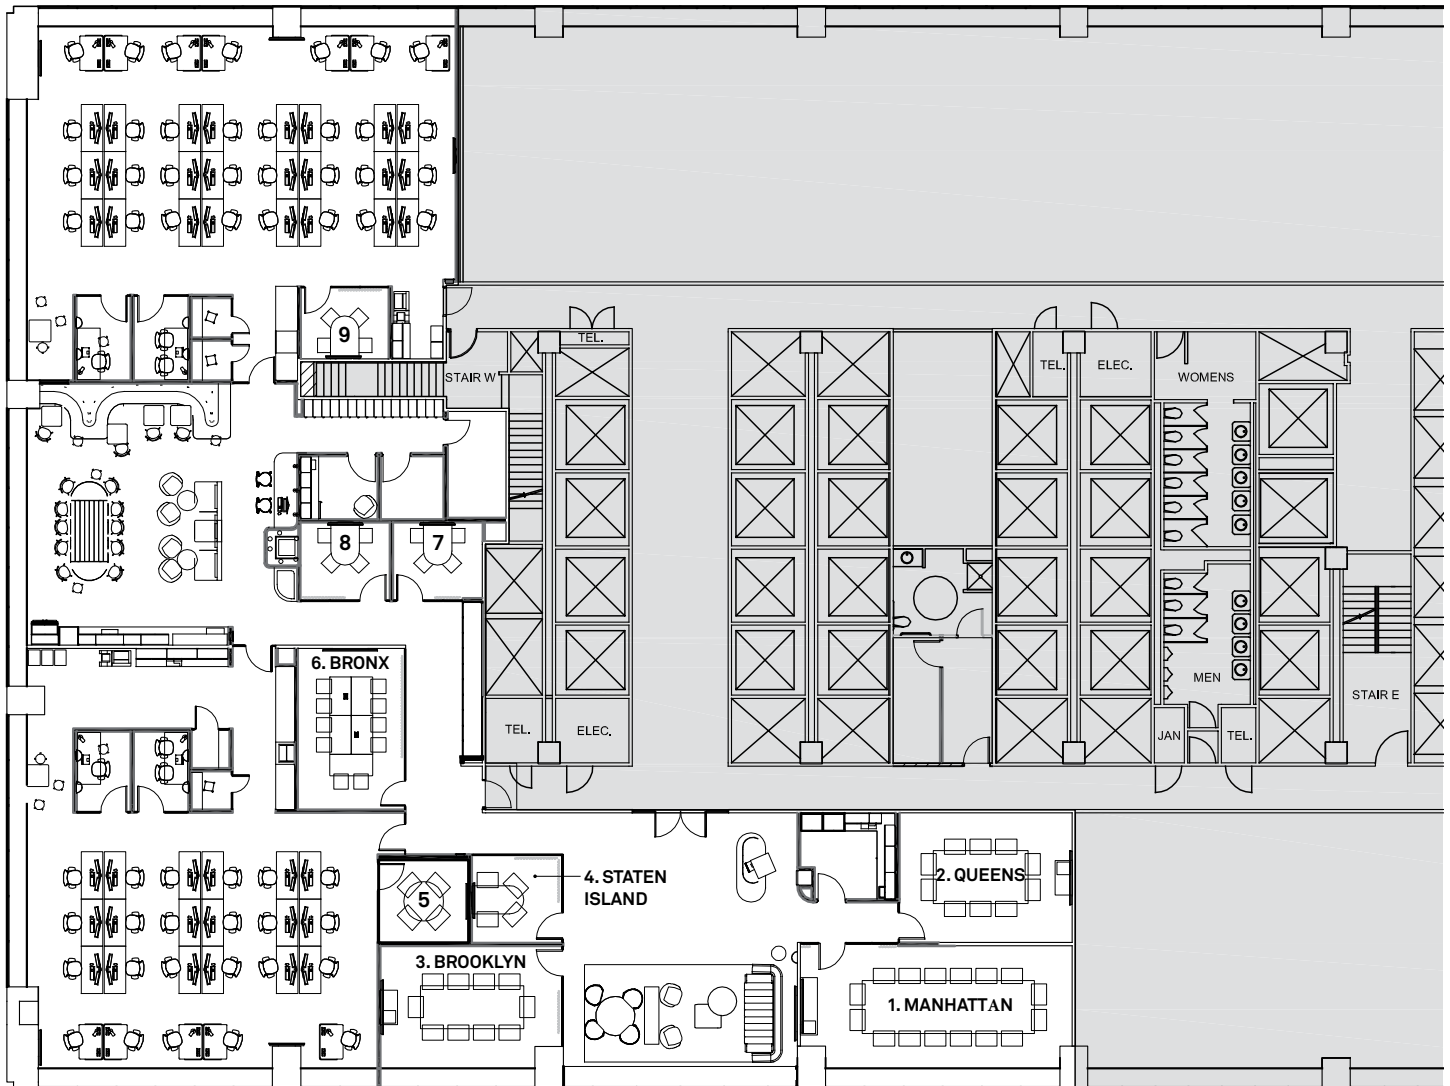 9
TEL.
STAIR W
TEL.
ELEC.
WOMENS
8
7
6. BRONX
MEN
STAIR E
TEL.
ELEC.
JAN
TEL.
5
4. STATEN
ISLAND
2. QUEENS
3. BROOKLYN
1. MANHATTAN